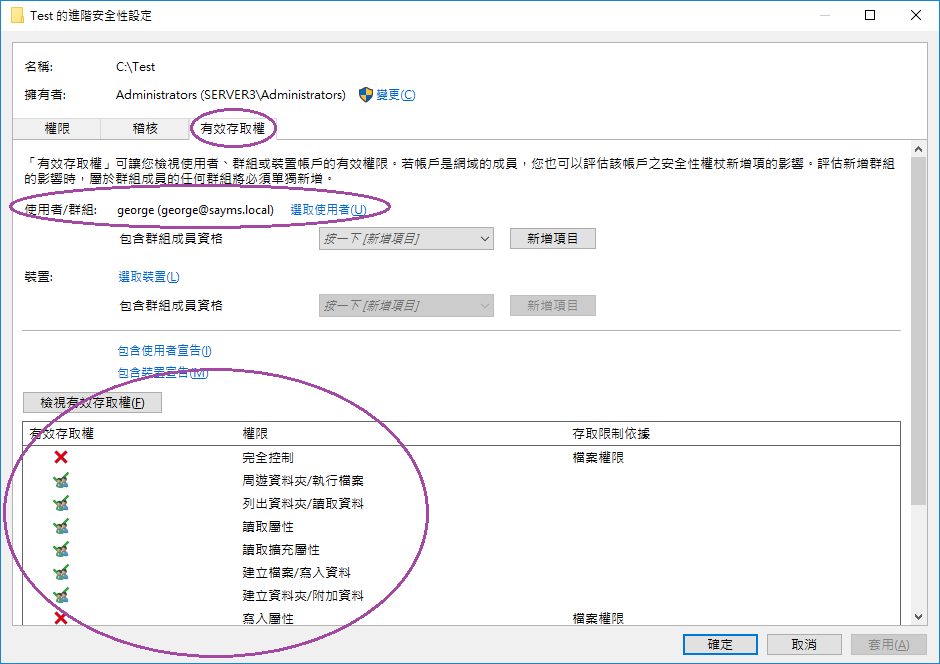 Test 的進階安全性設定
名稱: C:\Test
擁有者: Administrators (SERVER3\Administrators) 變更(C)
權限 稽核 有效存取權
「有效存取權」可讓您檢視使用者、群組或裝置帳戶的有效權限。若帳戶是網域的成員，您也可以評估該帳戶之安全性權杖新增項的影響。評估新增群組
的影響時，屬於群組成員的任何群組將必須單獨新增。
使用者/群組: george (george@sayms.local) 選取使用者(U)
包含群組成員資格 按一下 [新增項目] 新增項目
裝置: 選取裝置(L)
包含群組成員資格 按一下 [新增項目] 新增項目
包含使用者宣告(I)
包含裝置宣告(M)
檢視有效存取權(F)
有效存取權 權限 存取限制依據
完全控制 檔案權限
周遊資料夾/執行檔案
列出資料夾/讀取資料
讀取屬性
讀取擴充屬性
建立檔案/寫入資料
建立資料夾/附加資料
寫入屬性 檔案權限
確定 取消 套用(A)